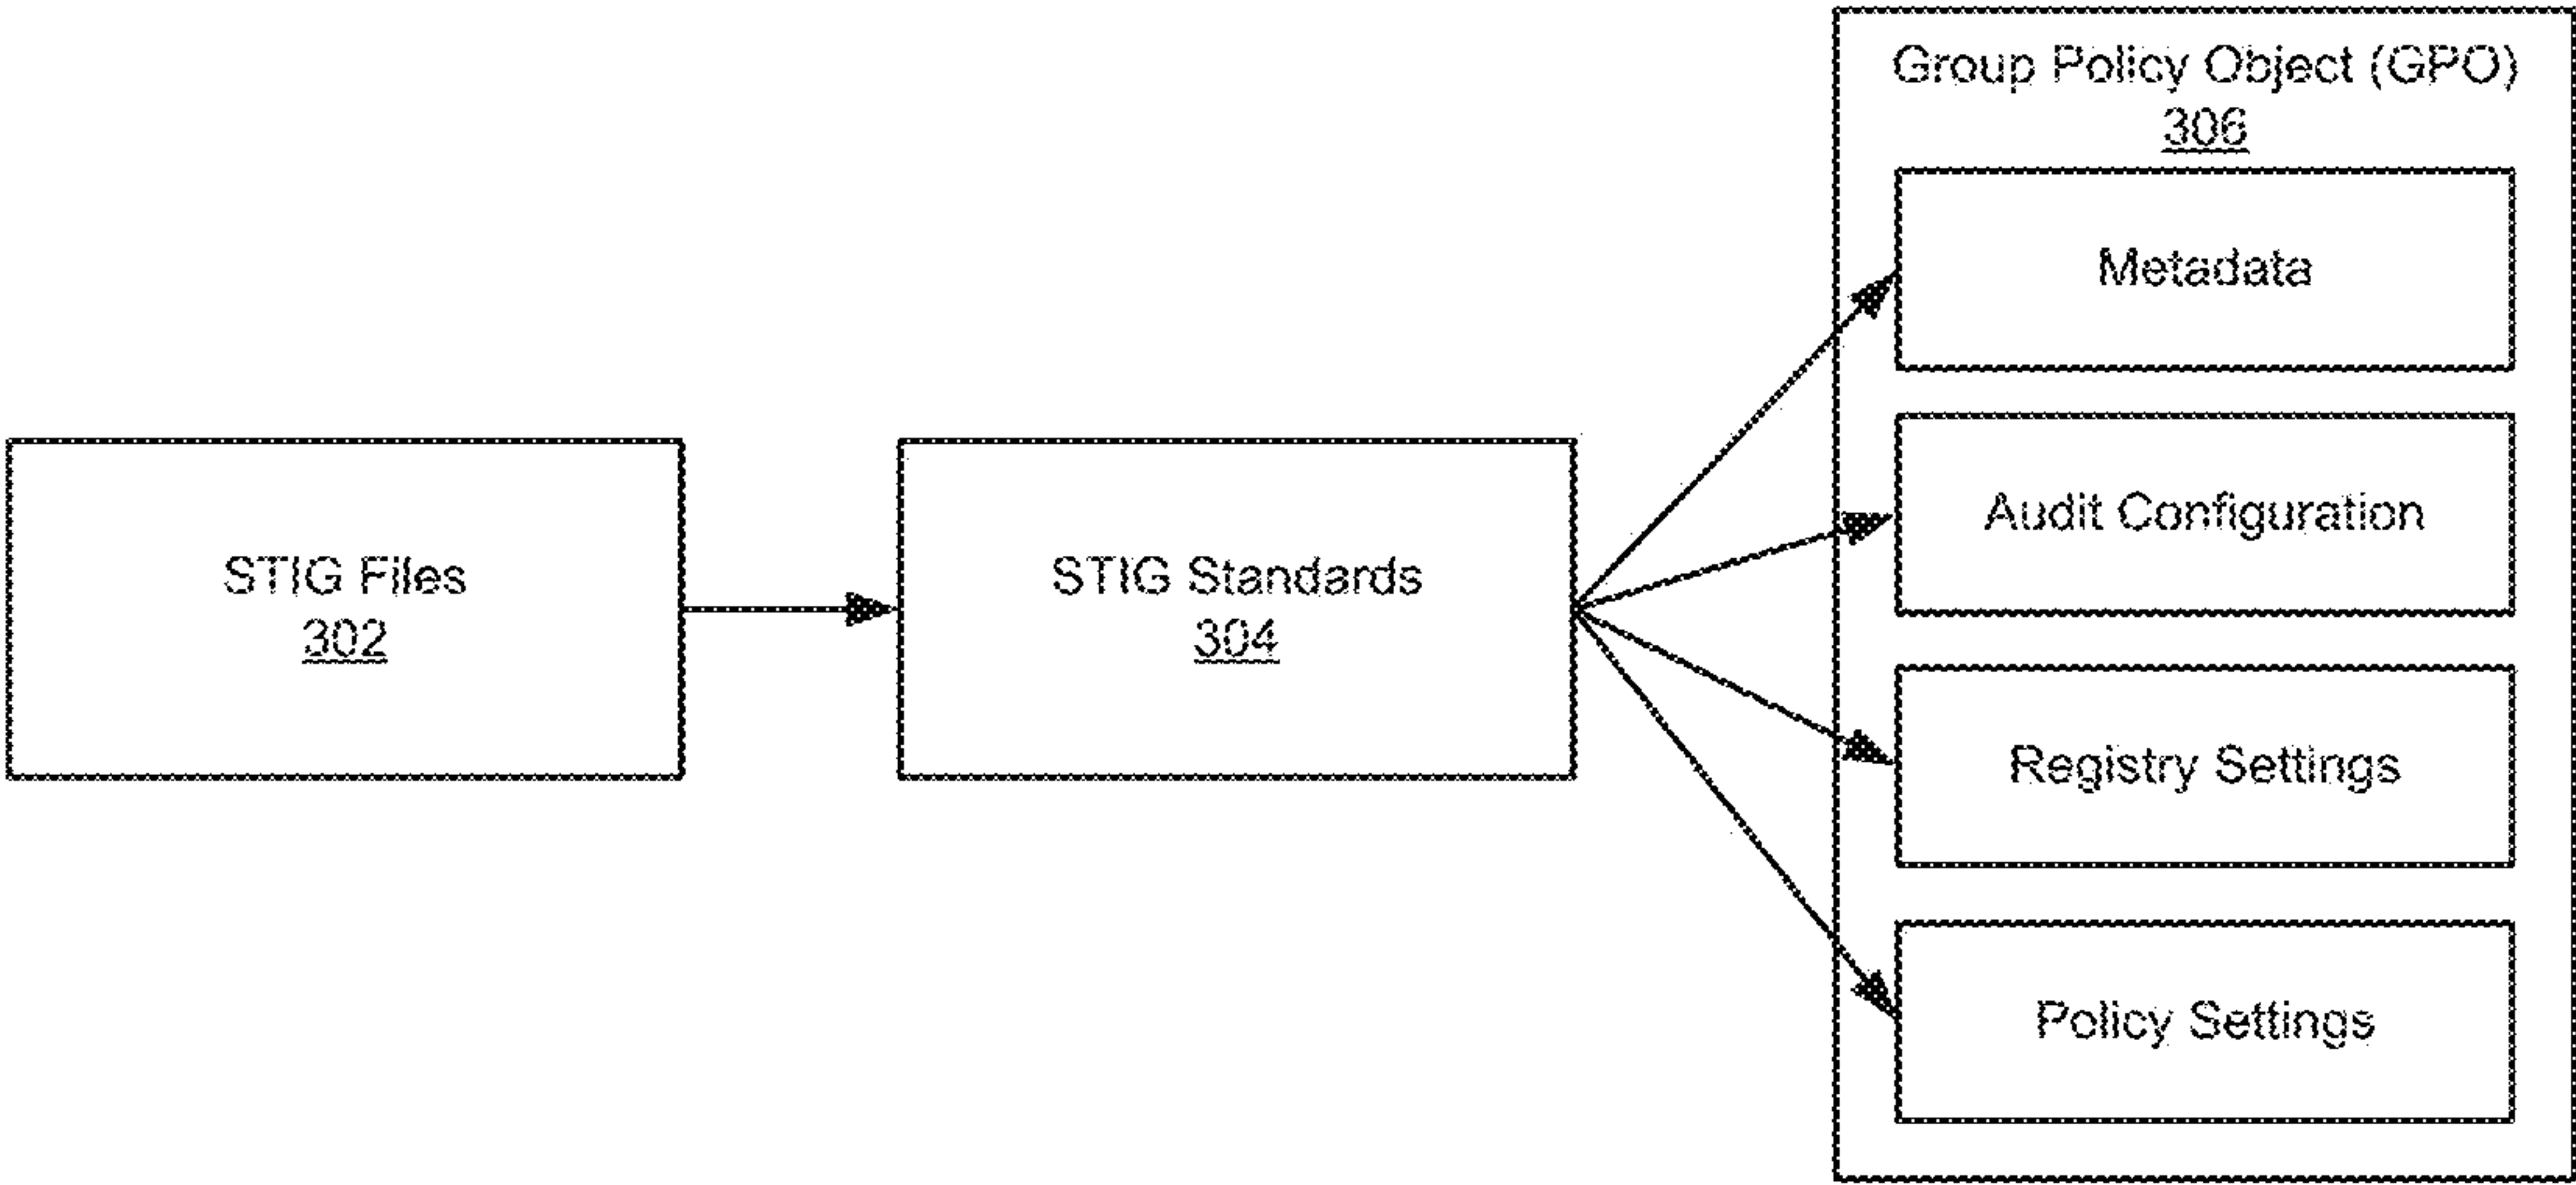 STIG Files
302
STIG Standards
304
Group Policy Object (GPO)
306
Metadata
Audit Configuration
Registry Settings
Policy Settings